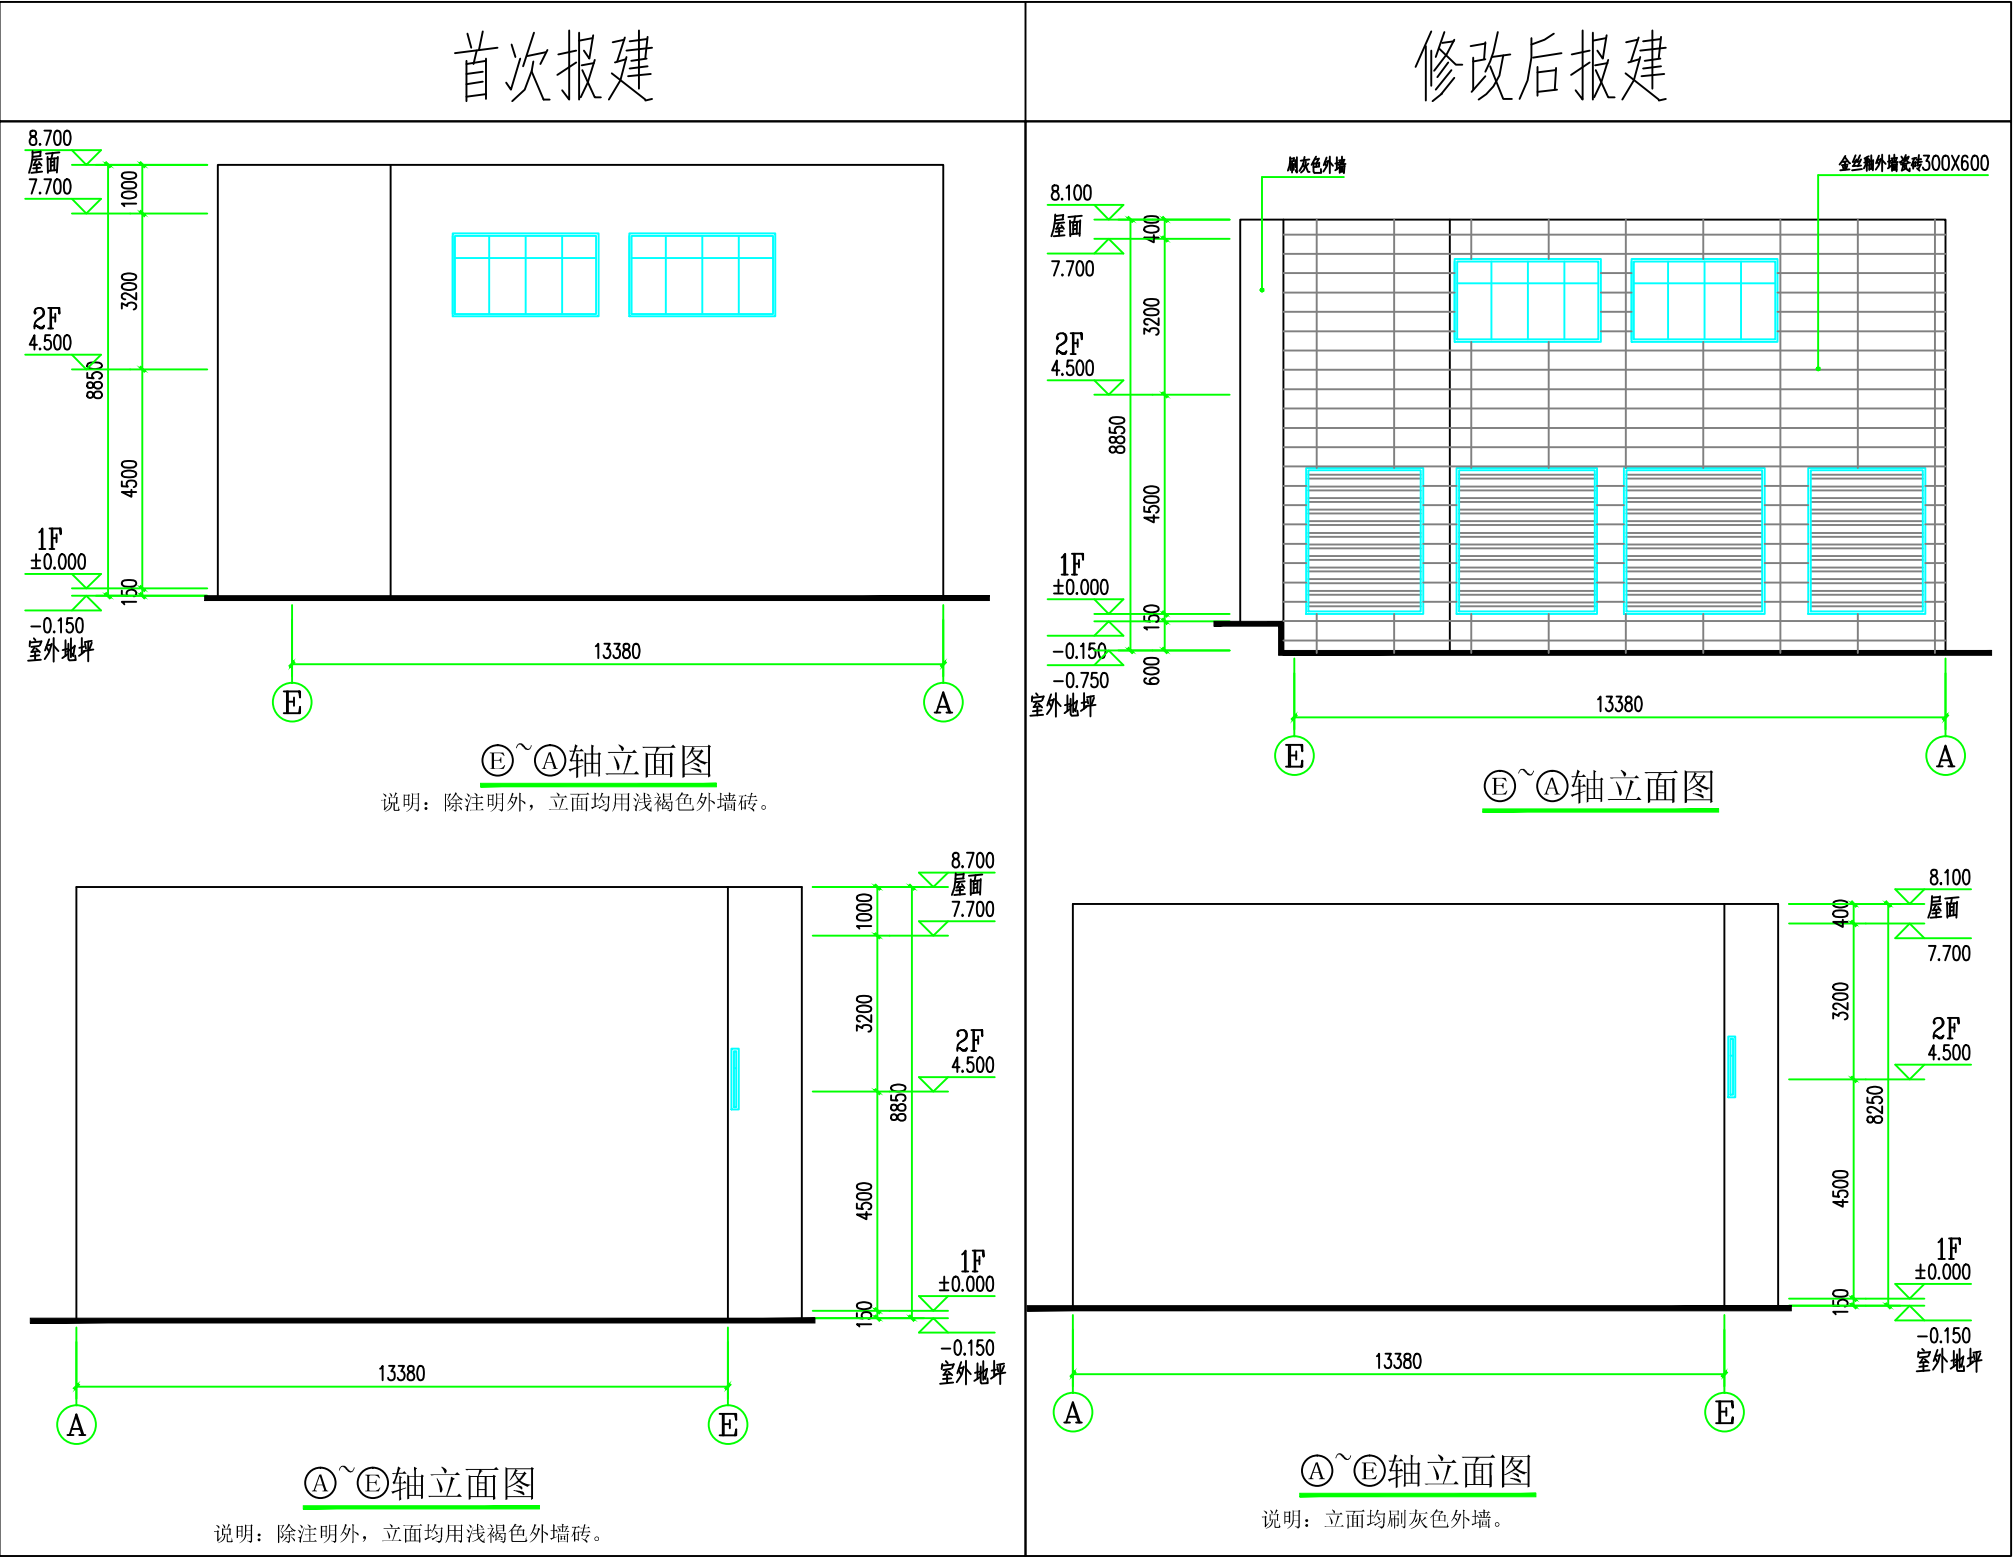 首次报建
修改后报建
8.700
屋面
7.700
1000
3200
2F
4.500
8850
4500
1F
±0.000
150
-0.150
室外地坪
13380
E
A
E~A轴立面图
说明：除注明外，立面均用浅褐色外墙砖。
刷灰色外墙
金丝釉外墙瓷砖300X600
8.100
屋面
400
7.700
3200
2F
4.500
8850
4500
1F
±0.000
150
-0.150
600
-0.750
室外地坪
13380
E
A
E~A轴立面图
8.700
屋面
7.700
1000
3200
2F
4.500
8850
4500
1F
±0.000
150
-0.150
室外地坪
13380
A
E
A~E轴立面图
说明：除注明外，立面均用浅褐色外墙砖。
8.100
屋面
400
7.700
3200
2F
4.500
8250
4500
1F
±0.000
150
-0.150
室外地坪
13380
A
E
A~E轴立面图
说明：立面均刷灰色外墙。